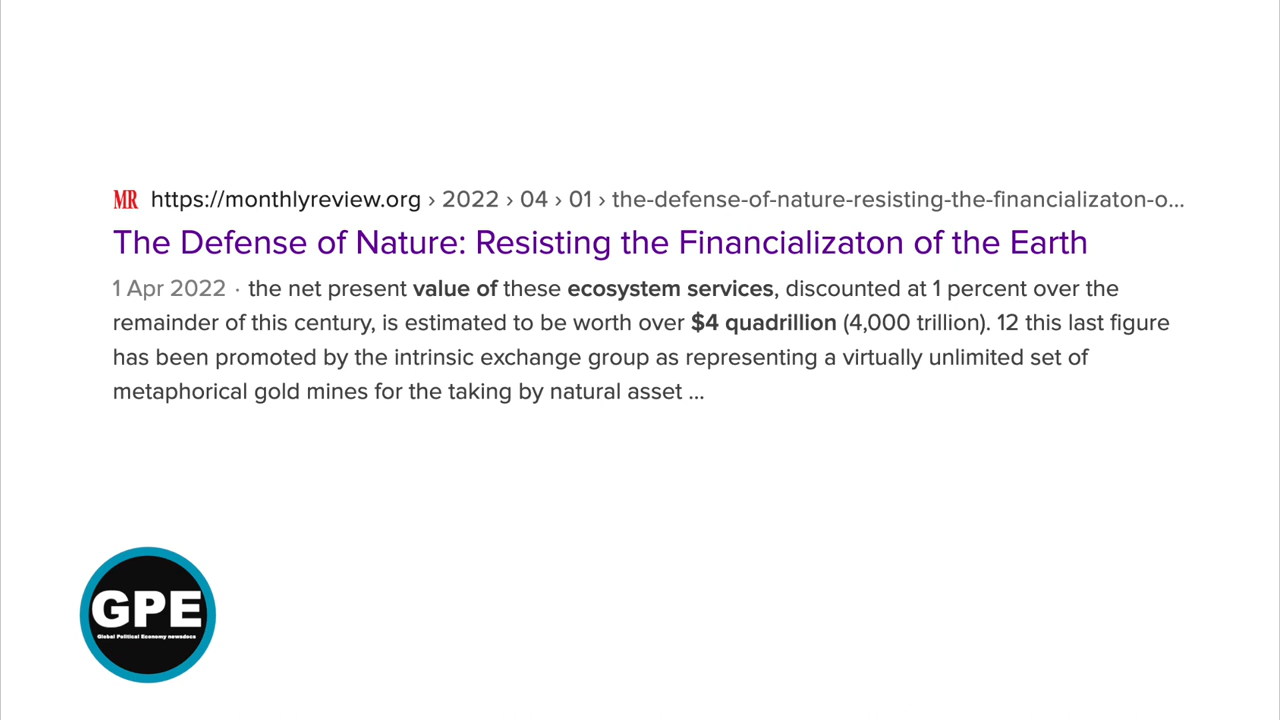 MR https://monthlyreview.org › 2022 › 04 › 01 › the-defense-of-nature-resisting-the-financializaton-o...
The Defense of Nature: Resisting the Financializaton of the Earth
1 Apr 2022 · the net present value of these ecosystem services, discounted at 1 percent over the
remainder of this century, is estimated to be worth over $4 quadrillion (4,000 trillion). 12 this last figure
has been promoted by the intrinsic exchange group as representing a virtually unlimited set of
metaphorical gold mines for the taking by natural asset ...
GPE
Global Political Economy newsdocs